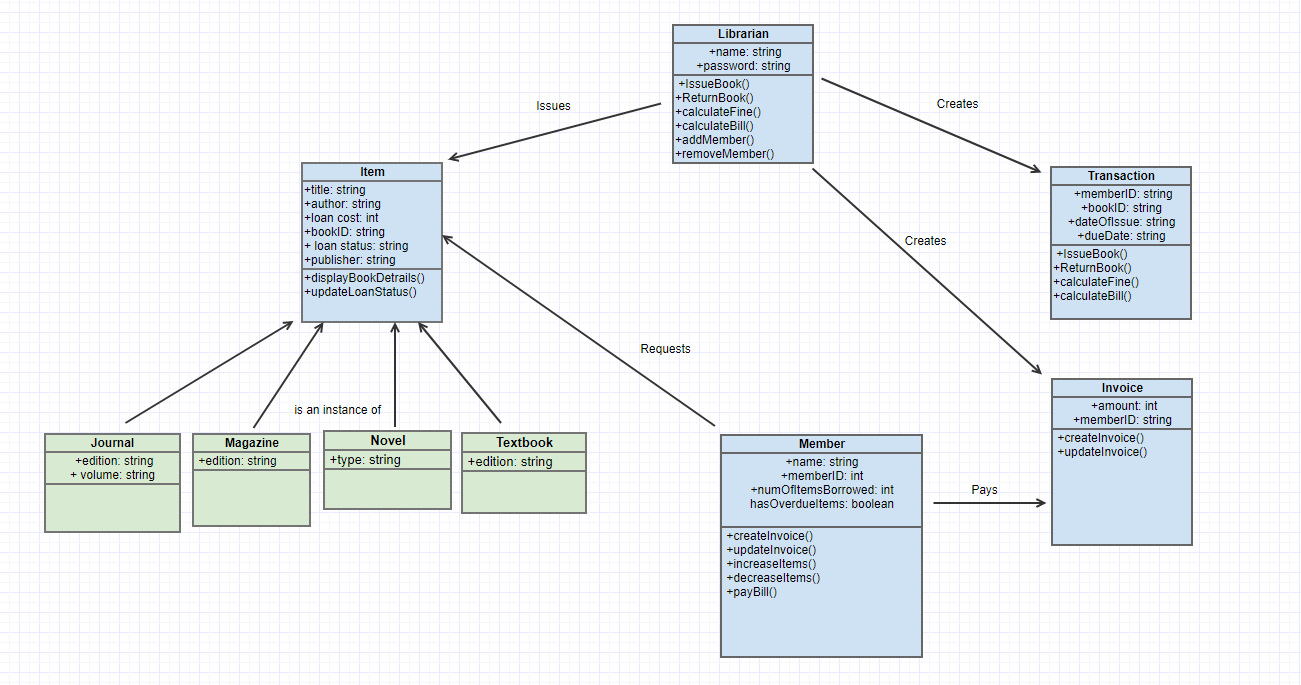 Librarian
+name: string
+password: string
+IssueBook()
+ReturnBook()
+calculateFine()
+calculateBill()
+addMember()
+removeMember()
Issues
Creates
Item
+title: string
+author: string
+loan cost: int
+bookID: string
+ loan status: string
+publisher: string
+displayBookDetrails()
+updateLoanStatus()
Transaction
+memberID: string
+bookID: string
+dateOfIssue: string
+dueDate: string
+IssueBook()
+ReturnBook()
+calculateFine()
+calculateBill()
Creates
Requests
is an instance of
Journal
+edition: string
+ volume: string
Magazine
+edition: string
Novel
+type: string
Textbook
+edition: string
Member
+name: string
+memberID: int
+numOfItemsBorrowed: int
hasOverdueItems: boolean
+createInvoice()
+updateInvoice()
+increaseItems()
+decreaseItems()
+payBill()
Pays
Invoice
+amount: int
+memberID: string
+createInvoice()
+updateInvoice()